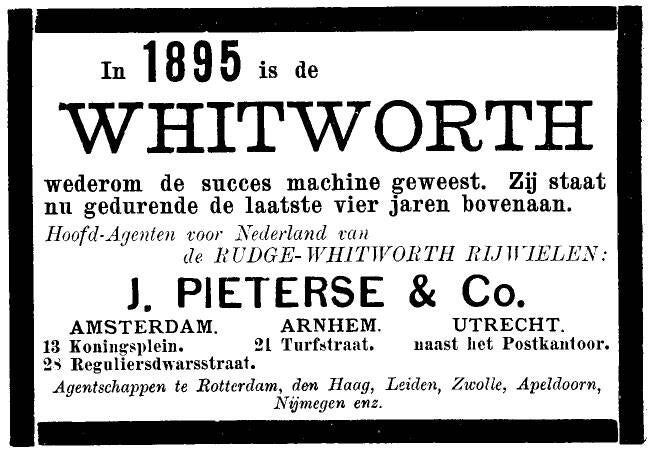 In 1895 is de
WHITWORTH
wederom de succes machine geweest. Zij staat
nu gedurende de laatste vier jaren bovenaan.
Hoofd-Agenten voor Nederland van
de RUDGE-WHITWORTH RIJWIELEN:
J. PIETERSE & Co.
AMSTERDAM. ARNHEM. UTRECHT.
13 Koningsplein. 21 Turfstraat. naast het Postkantoor.
28 Reguliersdwarsstraat.
Agentschappen te Rotterdam, den Haag, Leiden, Zwolle, Apeldoorn,
Nijmegen enz.